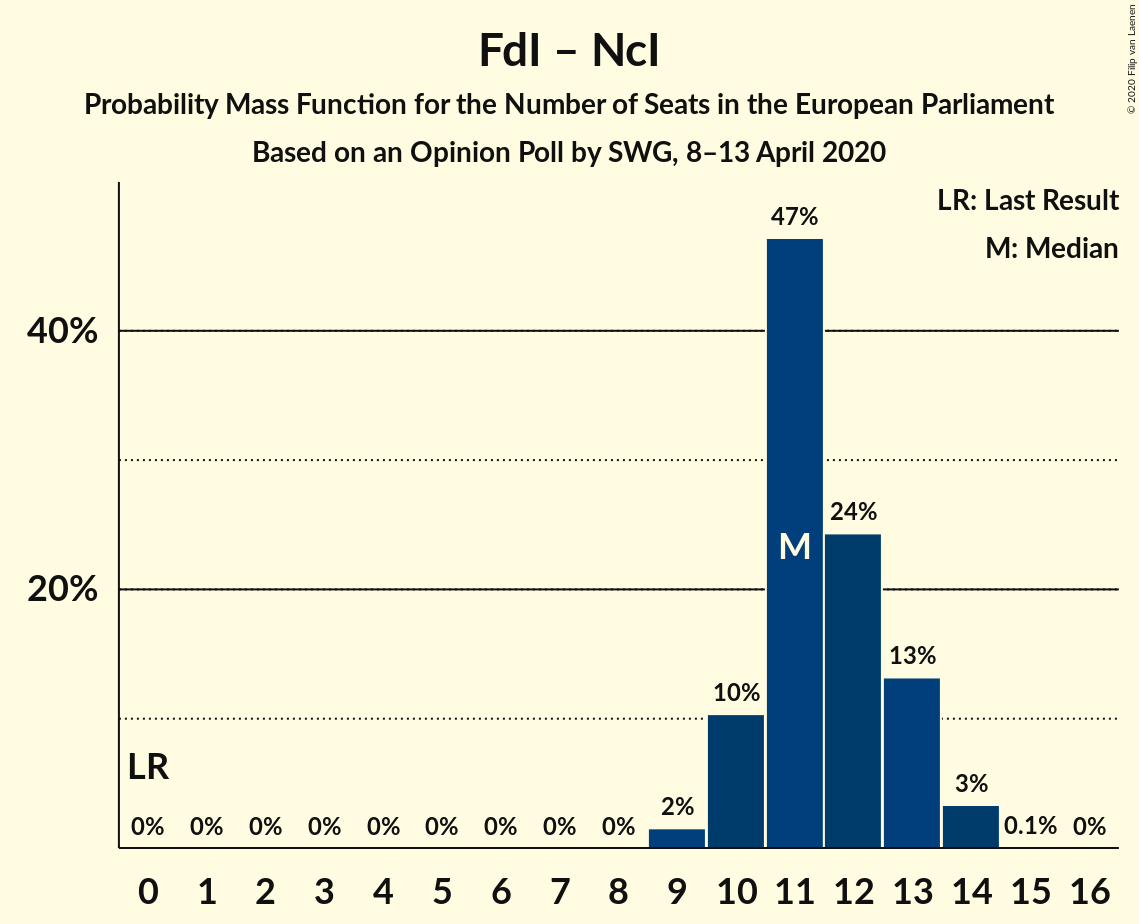 FdI – NcI
Probability Mass Function for the Number of Seats in the European Parliament
Based on an Opinion Poll by SWG, 8–13 April 2020
© 2020 Filip van Laenen
LR: Last Result
M: Median
47%
40%
24%
M
20%
13%
10%
LR
3%
2%
0% 0% 0% 0% 0% 0% 0% 0% 0% 0.1% 0%
0 1 2 3 4 5 6 7 8 9 10 11 12 13 14 15 16